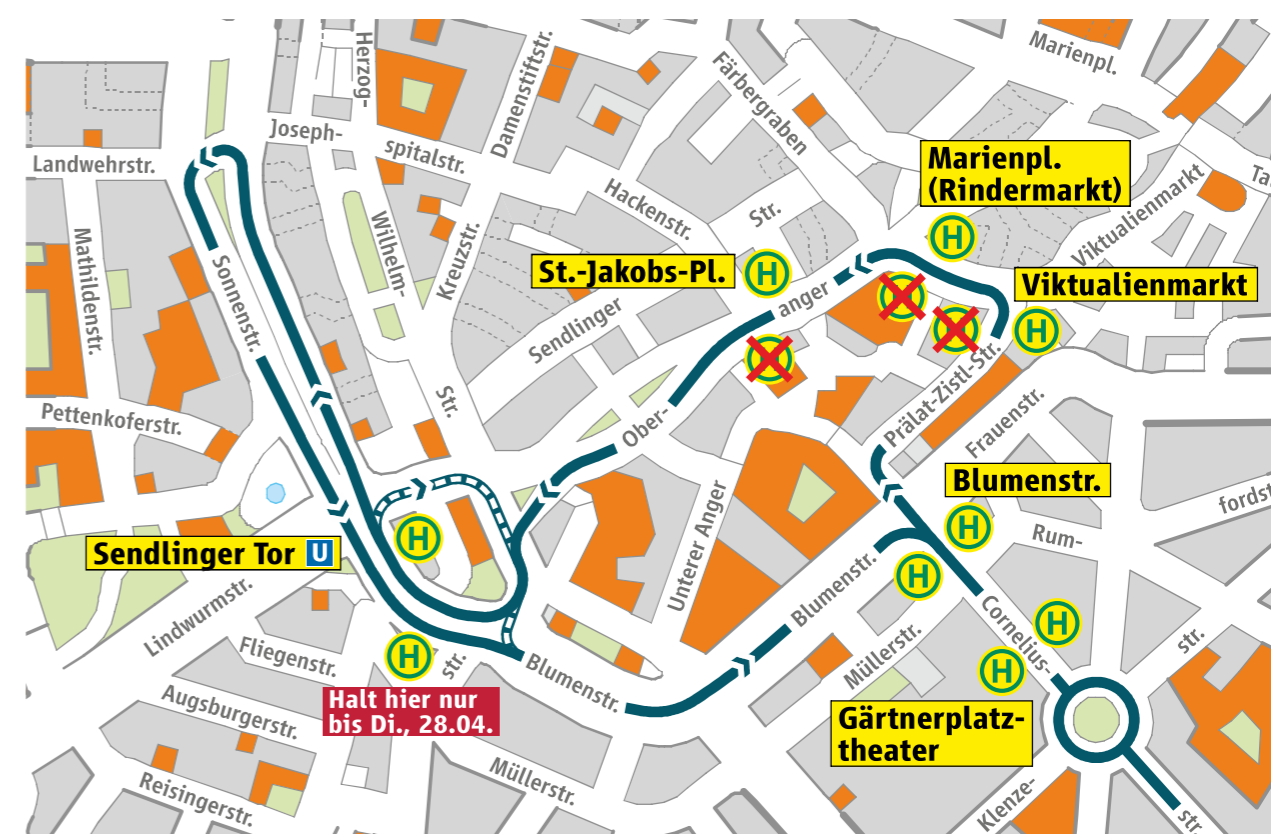 Marienpl.
Herzog-
Damenstiftstr.
Färbergraben
Joseph-
spitalstr.
Landwehrstr.
Marienpl.
(Rindermarkt)
H
Hackenstr.
Str.
Viktualienmarkt
Mathildenstr.
Wilhelm-
Kreuzstr.
Sonnenstr.
St.-Jakobs-Pl.
H
Viktualienmarkt
H
anger
H
H
H
Sendlinger
Prälat-Zistl-Str.
Str.
Ober-
Pettenkoferstr.
Frauenstr.
Blumenstr.
H
fordst
Rum-
Unterer Anger
Sendlinger Tor U
H
Lindwurmstr.
Blumenstr.
H
Cornelius-
H
H
str.
Müllerstr.
Fliegenstr.
H
str.
Blumenstr.
Halt hier nur
bis Di., 28.04.
Augsburgerstr.
Gärtnerplatz-
theater
Reisingerstr.
Müllerstr.
Klenze-
str.